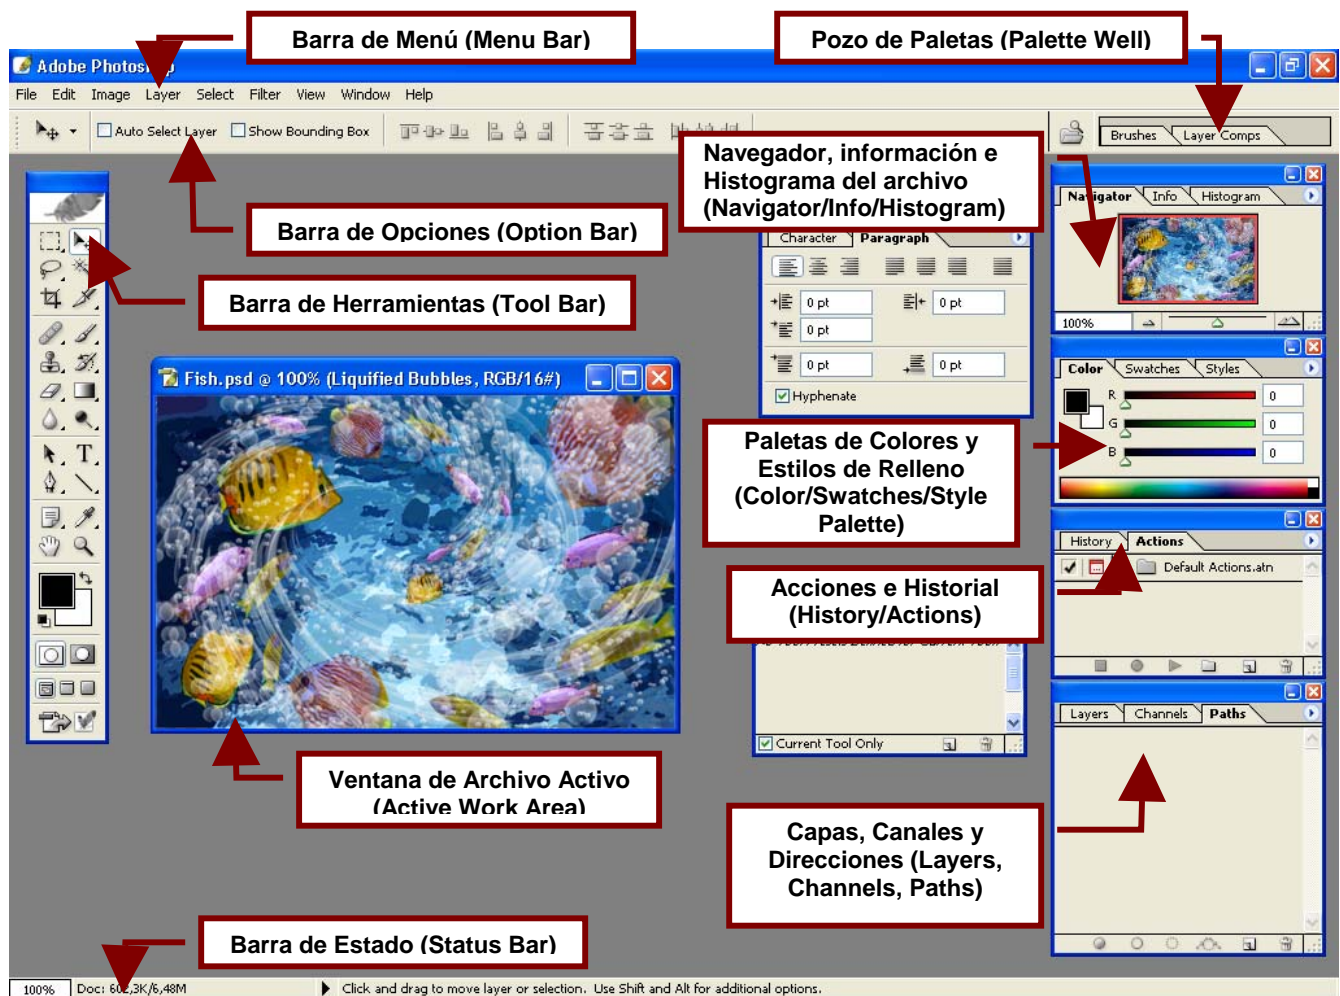 Barra de Menú (Menu Bar)
Pozo de Paletas (Palette Well)
Adobe
File Edit Image Layer Select Filter View Window Help
Auto Select Layer Show Bounding Box
Brushes Layer Comps
Navegador, información e
Histograma del archivo
(Navigator/Info/Histogram)
Navigator Info Histogram
100%
Barra de Opciones (Option Bar)
Character Paragraph
0 pt 0 pt
0 pt
0 pt 0 pt
Hyphenate
Barra de Herramientas (Tool Bar)
T
Fish.psd @ 100% (Liquified Bubbles, RGB/16#)
Color Swatches Styles
R 0
G 0
B 0
Paletas de Colores y
Estilos de Relleno
(Color/Swatches/Style
Palette)
History Actions
Default Actions.atn
Acciones e Historial
(History/Actions)
Current Tool Only
Layers Channels Paths
Ventana de Archivo Activo
(Active Work Area)
Capas, Canales y
Direcciones (Layers,
Channels, Paths)
Barra de Estado (Status Bar)
100% Doc: 602,3K/6,48M Click and drag to move layer or selection. Use Shift and Alt for additional options.